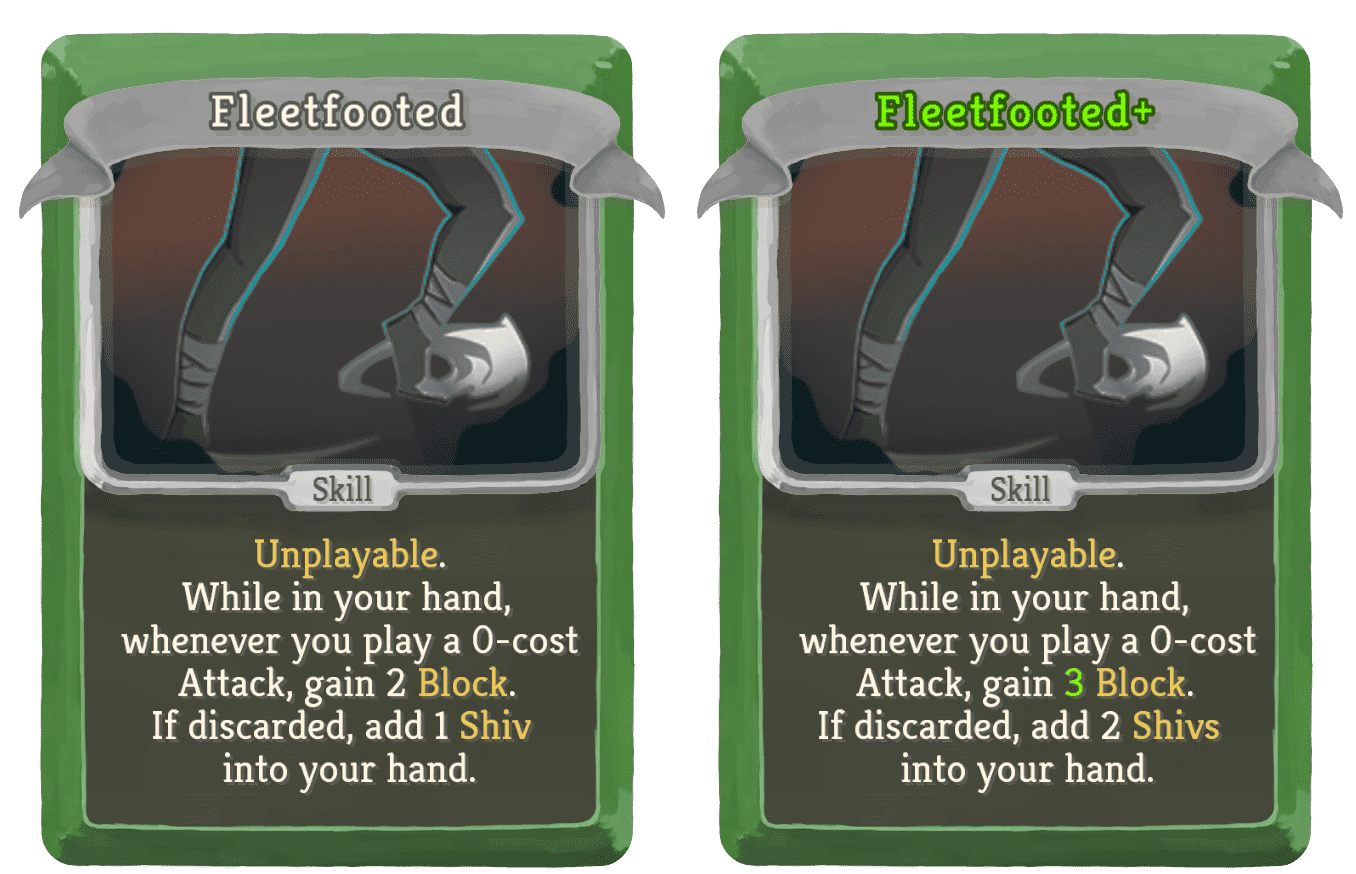 Fleetfooted
Skill
Unplayable.
While in your hand,
whenever you play a 0-cost
Attack, gain 2 Block.
If discarded, add 1 Shiv
into your hand.
Fleetfooted+
Skill
Unplayable.
While in your hand,
whenever you play a 0-cost
Attack, gain 3 Block.
If discarded, add 2 Shivs
into your hand.